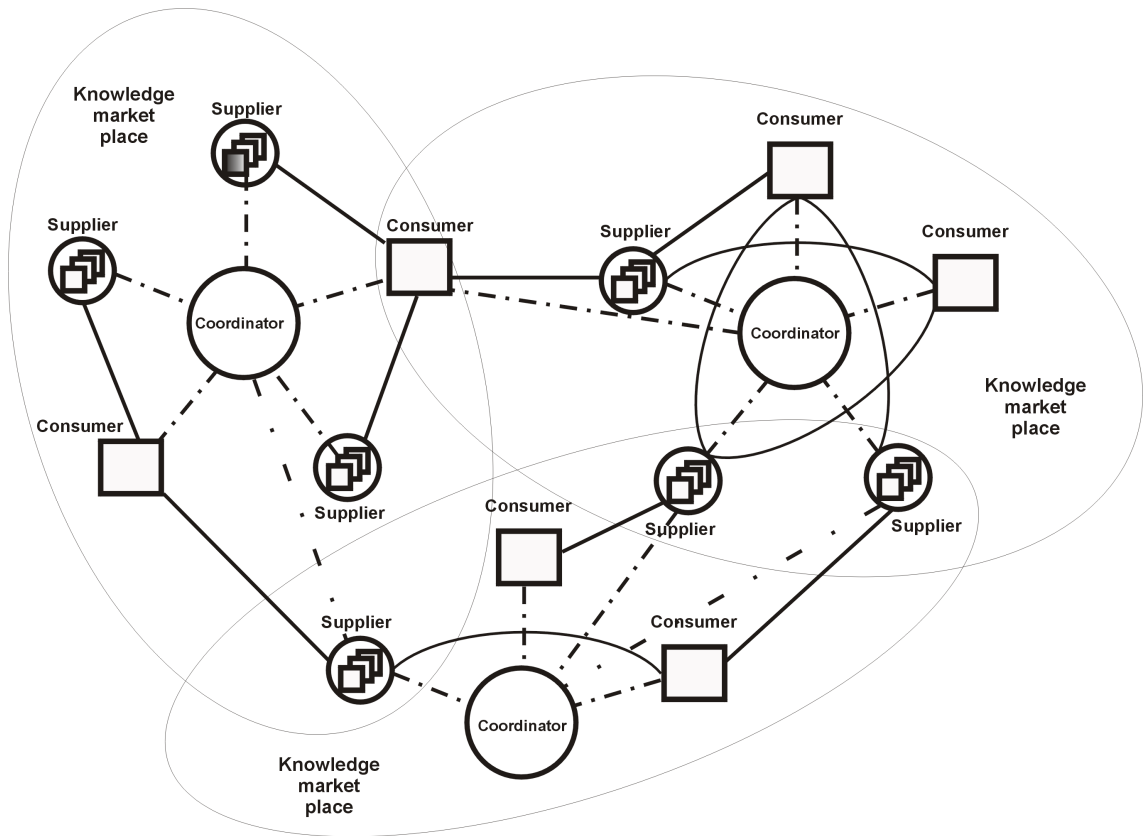 Knowledge
market
place
Supplier
Consumer
Supplier
Consumer
Supplier
Consumer
Coordinator
Coordinator
Knowledge
market
place
Consumer
Supplier
Consumer
Supplier
Supplier
Supplier
Consumer
Coordinator
Knowledge
market
place